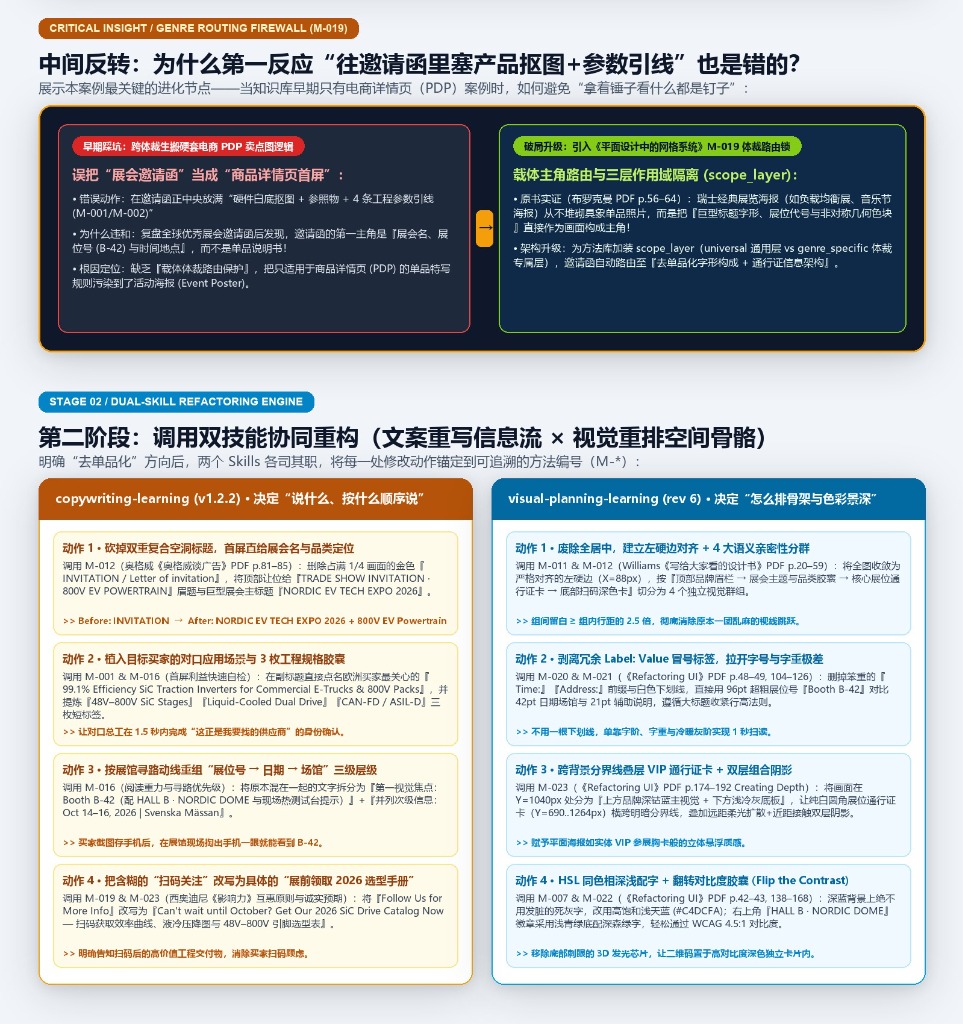 CRITICAL INSIGHT / GENRE ROUTING FIREWALL (M-019)
中间反转：为什么第一反应“往邀请函里塞产品抠图+参数引线”也是错的？
展示本案例最关键的进化节点——当知识库早期只有电商详情页（PDP）案例时，如何避免“拿着锤子看什么都是钉子”：
早期踩坑：跨体裁生搬硬套电商 PDP 卖点图逻辑
误把“展会邀请函”当成“商品详情页首屏”：
• 错误动作：在邀请函正中央放满“硬件白底抠图 + 参照物 + 4 条工程参数引线
(M-001/M-002)”
• 为什么违和：复盘全球优秀展会邀请函后发现，邀请函的第一主角是『展会名、展
位号 (B-42) 与时间地点』，而不是单品说明书！
• 根因定位：缺乏『载体体裁路由保护』，把只适用于商品详情页 (PDP) 的单品特写
规则污染到了活动海报 (Event Poster)。
→
破局升级：引入《平面设计中的网格系统》M-019 体裁路由锁
载体主角路由与三层作用域隔离 (scope_layer)：
• 原书实证（布罗克曼 PDF p.56–64）：瑞士经典展览海报（如负载均衡展、音乐节
海报）从不堆砌具象单品照片，而是把『巨型标题字形、展位代号与非对称几何色块
』直接作为画面构成主角！
• 架构升级：为方法库加装 scope_layer（universal 通用层 vs genre_specific 体裁
专属层），邀请函自动路由至『去单品化字形构成 + 通行证信息架构』。
STAGE 02 / DUAL-SKILL REFACTORING ENGINE
第二阶段：调用双技能协同重构（文案重写信息流 × 视觉重排空间骨骼）
明确“去单品化”方向后，两个 Skills 各司其职，将每一处修改动作锚定到可追溯的方法编号（M-*）：
copywriting-learning (v1.2.2) • 决定“说什么、按什么顺序说”
动作 1 • 砍掉双重复合空洞标题，首屏直给展会名与品类定位
调用 M-012（奥格威《奥格威谈广告》PDF p.81–85）：删除占满 1/4 画面的金色『
INVITATION / Letter of invitation』，将顶部让位给『TRADE SHOW INVITATION ·
800V EV POWERTRAIN』眉题与巨型展会主标题『NORDIC EV TECH EXPO 2026』。
>> Before: INVITATION → After: NORDIC EV TECH EXPO 2026 + 800V EV Powertrain
动作 2 • 植入目标买家的对口应用场景与 3 枚工程规格胶囊
调用 M-001 & M-016（首屏利益快速自检）：在副标题直接点名欧洲买家最关心的『
99.1% Efficiency SiC Traction Inverters for Commercial E-Trucks & 800V Packs』，并
提炼『48V–800V SiC Stages』『Liquid-Cooled Dual Drive』『CAN-FD / ASIL-D』三
枚短标签。
>> 让对口总工在 1.5 秒内完成“这正是我要找的供应商”的身份确认。
动作 3 • 按展馆寻路动线重组“展位号 → 日期 → 场馆”三级层级
调用 M-016（阅读重力与寻路优先级）：将原本混在一起的文字拆分为『第一视觉焦点：
Booth B-42（配 HALL B · NORDIC DOME 与现场热测试台提示）』+『并列次级信息：
Oct 14–16, 2026 | Svenska Mässan』。
>> 买家截图存手机后，在展馆现场掏出手机一眼就能看到 B-42。
动作 4 • 把含糊的“扫码关注”改写为具体的“展前领取 2026 选型手册”
调用 M-019 & M-023（西奥迪尼《影响力》互惠原则与诚实预期）：将『Follow Us for
More Info』改写为『Can't wait until October? Get Our 2026 SiC Drive Catalog Now
— 扫码获取效率曲线、液冷压降图与 48V–800V 引脚选型表』。
>> 明确告知扫码后的高价值工程交付物，消除买家扫码顾虑。
visual-planning-learning (rev 6) • 决定“怎么排骨架与色彩景深”
动作 1 • 废除全居中，建立左硬边对齐 + 4 大语义亲密性分群
调用 M-011 & M-012（Williams《写给大家看的设计书》PDF p.20–59）：将全图收敛为
严格对齐的左硬边（X=88px），按『顶部品牌眉栏 → 展会主题与品类胶囊 → 核心展位通
行证卡 → 底部扫码深色卡』切分为 4 个独立视觉群组。
>> 组间留白 ≥ 组内行距的 2.5 倍，彻底消除原本一团乱麻的视线跳跃。
动作 2 • 剥离冗余 Label: Value 冒号标签，拉开字号与字重极差
调用 M-020 & M-021（《Refactoring UI》PDF p.48–49, 104–126）：删掉笨重的『
Time:』『Address:』前缀与白色下划线，直接用 96pt 超粗展位号『Booth B-42』对比
42pt 日期场馆与 21pt 辅助说明，遵循大标题收紧行高法则。
>> 不用一根下划线，单靠字阶、字重与冷暖灰阶实现 1 秒扫读。
动作 3 • 跨背景分界线叠层 VIP 通行证卡 + 双层组合阴影
调用 M-023（《Refactoring UI》PDF p.174–192 Creating Depth）：将画面在
Y=1040px 处分为『上方品牌深钴蓝主视觉 + 下方浅冷灰底板』，让纯白圆角展位通行证
卡（Y=690..1264px）横跨明暗分界线，叠加远距柔光扩散+近距接触双层阴影。
>> 赋予平面海报如实体 VIP 参展胸卡般的立体悬浮质感。
动作 4 • HSL 同色相深浅配字 + 翻转对比度胶囊 (Flip the Contrast)
调用 M-007 & M-022（《Refactoring UI》PDF p.42–43, 138–168）：深蓝背景上绝不
用发脏的死灰字，改用高饱和浅天蓝 (#C4DCFA)；右上角『HALL B · NORDIC DOME』
徽章采用浅青绿底配深森绿字，轻松通过 WCAG 4.5:1 对比度。
>> 移除底部刺眼的 3D 发光芯片，让二维码置于高对比度深色独立卡片内。